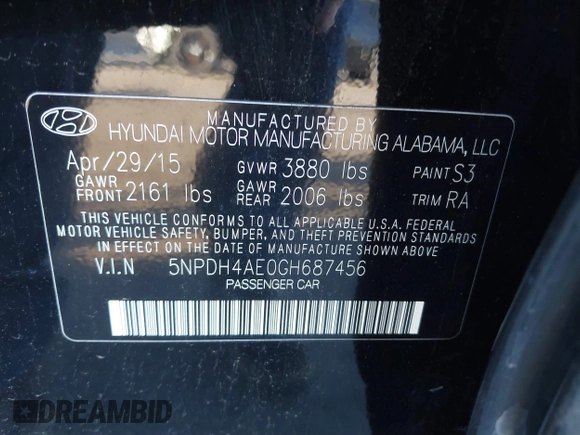 MANUFACTURED BY
HYUNDAI MOTOR MANUFACTURING ALABAMA, LLC
Apr/29/15 GVWR 3880 lbs PAINT S3
GAWR FRONT 2161 lbs GAWR REAR 2006 lbs TRIM RA
THIS VEHICLE CONFORMS TO ALL APPLICABLE U.S.A. FEDERAL
MOTOR VEHICLE SAFETY, BUMPER, AND THEFT PREVENTION STANDARDS
IN EFFECT ON THE DATE OF MANUFACTURE SHOWN ABOVE.
V.I.N 5NPDH4AE0GH687456
PASSENGER CAR
DREAMBID